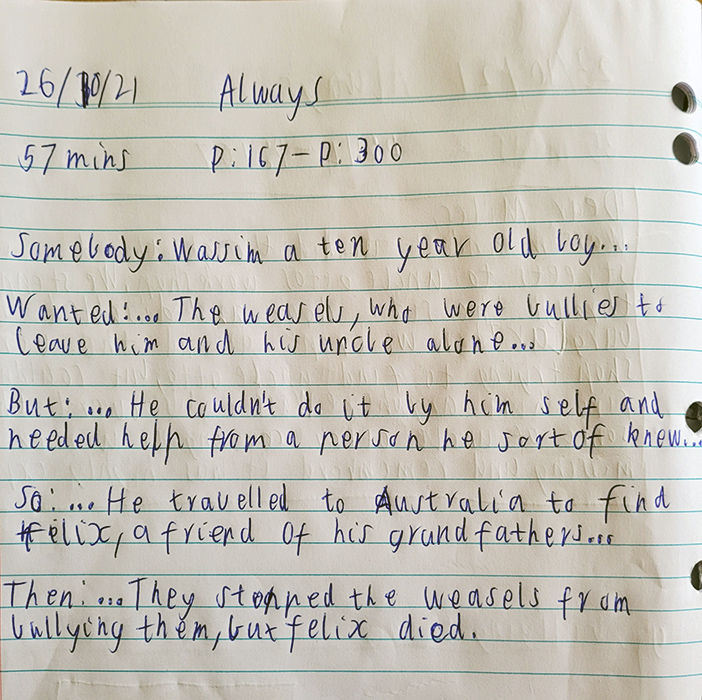 26/10/21 Always
57 mins P:167-P:300
Somebody: Wassim a ten year old boy...
Wanted:... The weasels, who were bullies to
leave him and his uncle alone...
But:... He couldn't do it by him self and
needed help from a person he sort of knew...
So:... He travelled to Australia to find
felix, a friend of his grandfathers...
Then:... They stopped the weasels from
bullying them, but felix died.